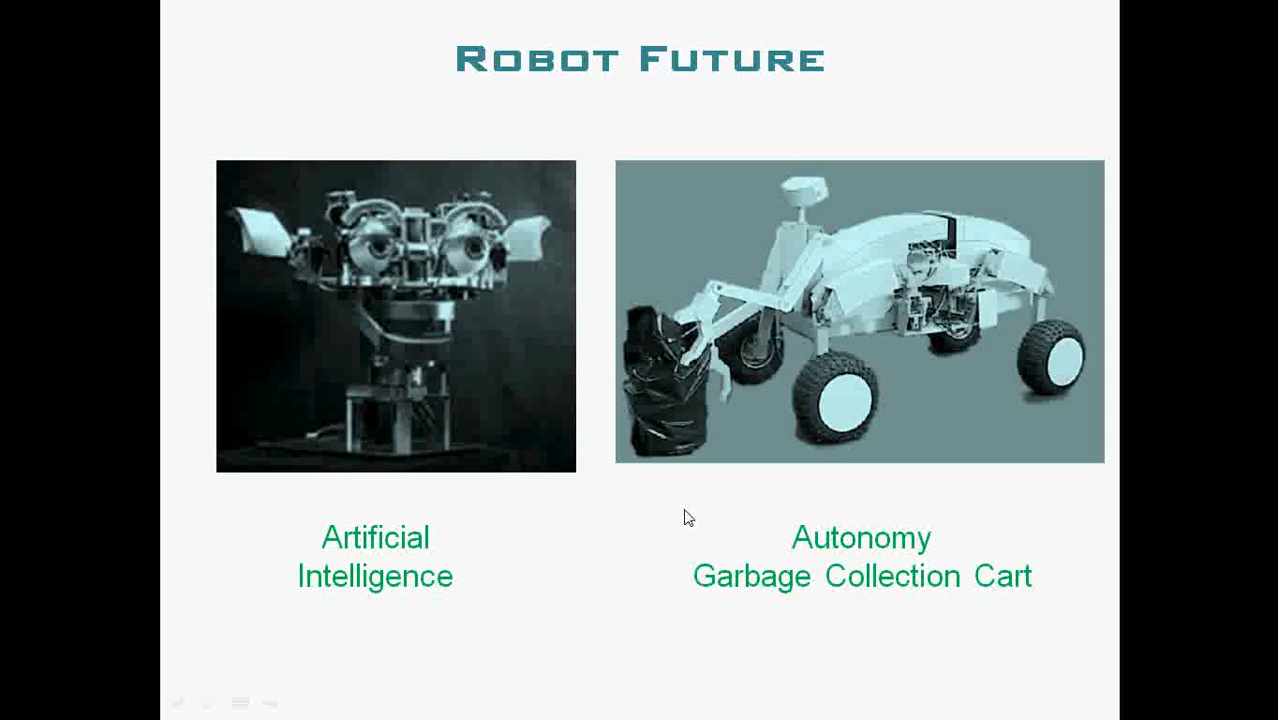 Robot Future
Artificial
Intelligence
Autonomy
Garbage Collection Cart